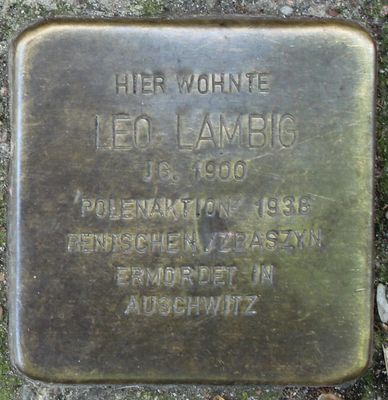 HIER WOHNTE
LEO LAMBIG
JG. 1900
POLENAKTION 1938
BENTSCHEN/ZBASZYN
ERMORDET IN
AUSCHWITZ